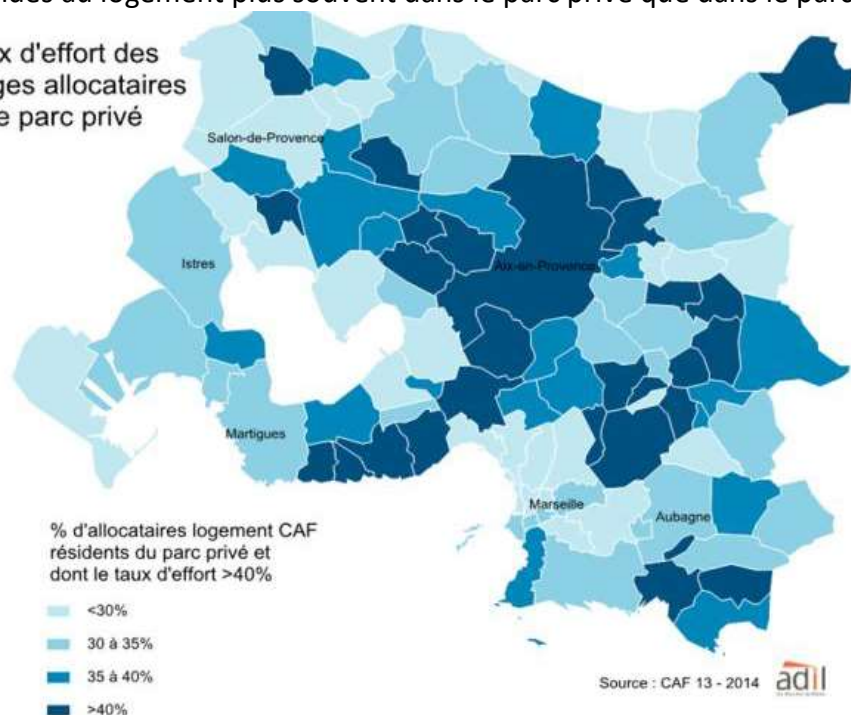 du logement plus souvent dans le parc privé que dans le parc
x d'effort des
ges allocataires
e parc privé
Salon-de-Provence
Istres
Aix-en-Provence
Martigues
Marseille
Aubagne
% d'allocataires logement CAF
résidents du parc privé et
dont le taux d'effort >40%
<30%
30 à 35%
35 à 40%
>40%
Source : CAF 13 - 2014
adil